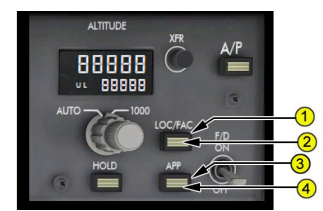 ALTITUDE
XFR
A/P
88888
UL 88888
AUTO
1000
LOC/FAC
1
2
F/D
ON
HOLD
APP
3
4
OFF